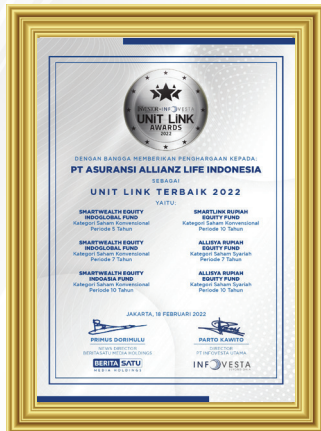 INVESTOR-INFOVESTA
UNIT LINK
AWARDS
2022
DENGAN BANGGA MEMBERIKAN PENGHARGAAN KEPADA:
PT ASURANSI ALLIANZ LIFE INDONESIA
SEBAGAI
UNIT LINK TERBAIK 2022
YAITU:
SMARTWEALTH EQUITY
INDOGLOBAL FUND
Kategori Saham Konvensional
Periode 5 Tahun
SMARTLINK RUPIAH
EQUITY FUND
Kategori Saham Konvensional
Periode 10 Tahun
SMARTWEALTH EQUITY
INDOGLOBAL FUND
Kategori Saham Konvensional
Periode 7 Tahun
ALLISYA RUPIAH
EQUITY FUND
Kategori Saham Syariah
Periode 7 Tahun
SMARTWEALTH EQUITY
INDOASIA FUND
Kategori Saham Konvensional
Periode 10 Tahun
ALLISYA RUPIAH
EQUITY FUND
Kategori Saham Syariah
Periode 10 Tahun
JAKARTA, 18 FEBRUARI 2022
PRIMUS DORIMULU
NEWS DIRECTOR
BERITASATU MEDIA HOLDINGS
BERITA SATU
MEDIA HOLDINGS
PARTO KAWITO
DIRECTOR
PT INFOVESTA UTAMA
INFOVESTA